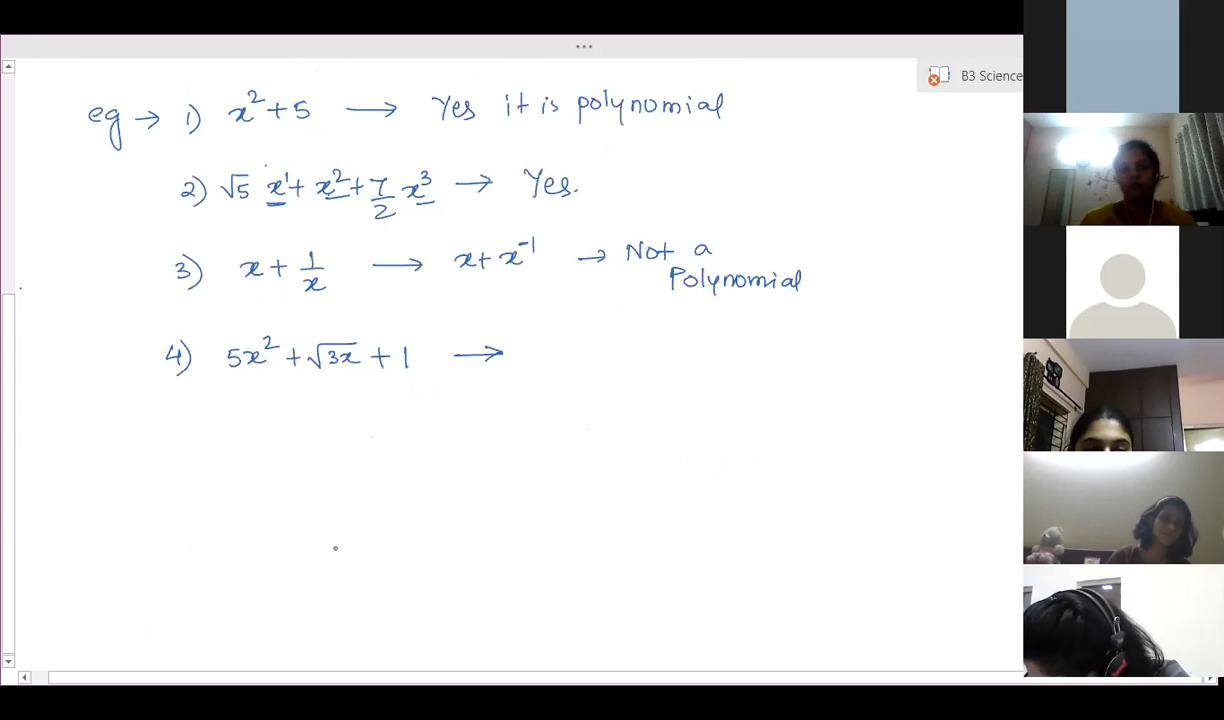 B3 Science
eg → 1) x² + 5 → Yes it is polynomial
2) √5 x¹ + x² + 7/2 x³ → Yes.
3) x + 1/x → x + x⁻¹ → Not a
Polynomial
4) 5x² + √3x + 1 →